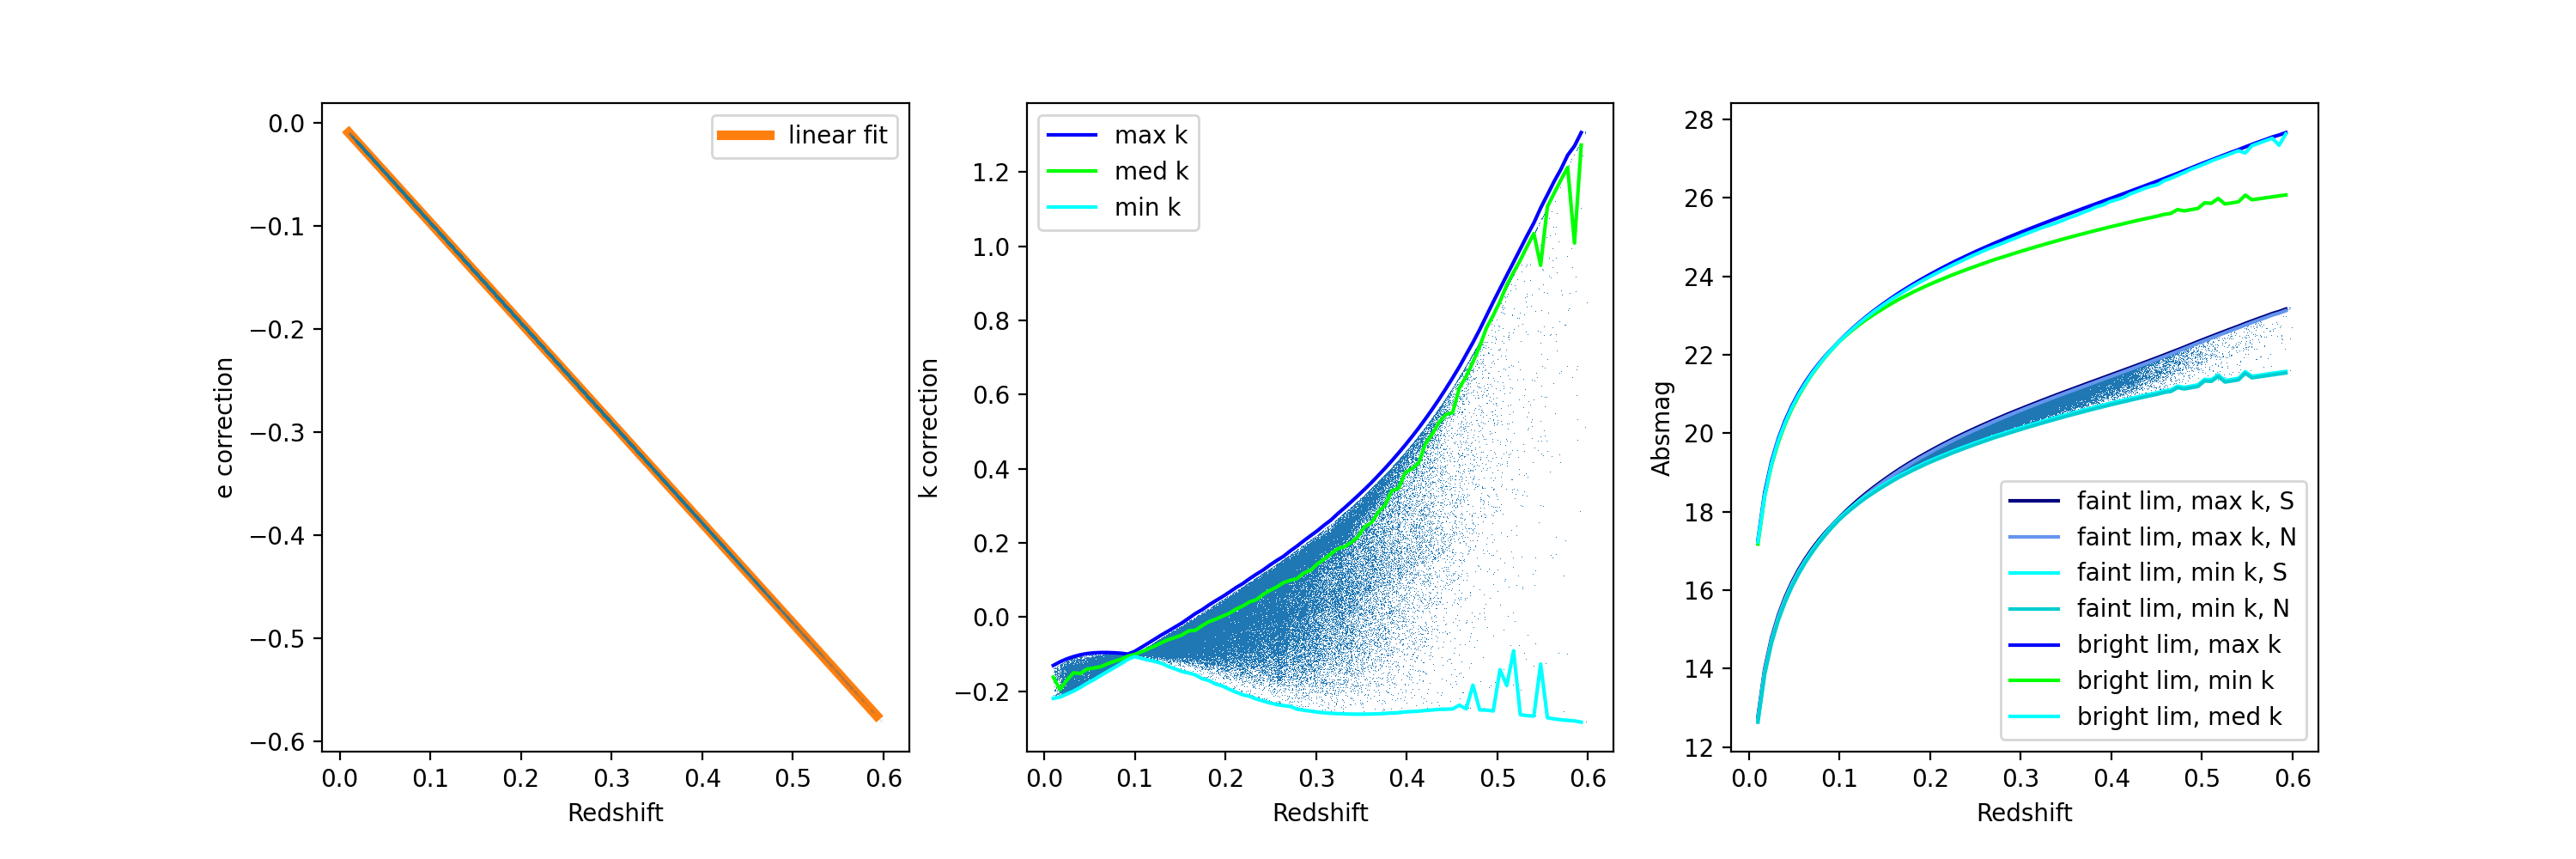 linear fit
0.0
−0.1
−0.2
−0.3
−0.4
−0.5
−0.6
e correction
0.0 0.1 0.2 0.3 0.4 0.5 0.6
Redshift
max k
med k
min k
1.2
1.0
0.8
0.6
0.4
0.2
0.0
−0.2
k correction
0.0 0.1 0.2 0.3 0.4 0.5 0.6
Redshift
28
26
24
22
20
18
16
14
12
Absmag
faint lim, max k, S
faint lim, max k, N
faint lim, min k, S
faint lim, min k, N
bright lim, max k
bright lim, min k
bright lim, med k
0.0 0.1 0.2 0.3 0.4 0.5 0.6
Redshift